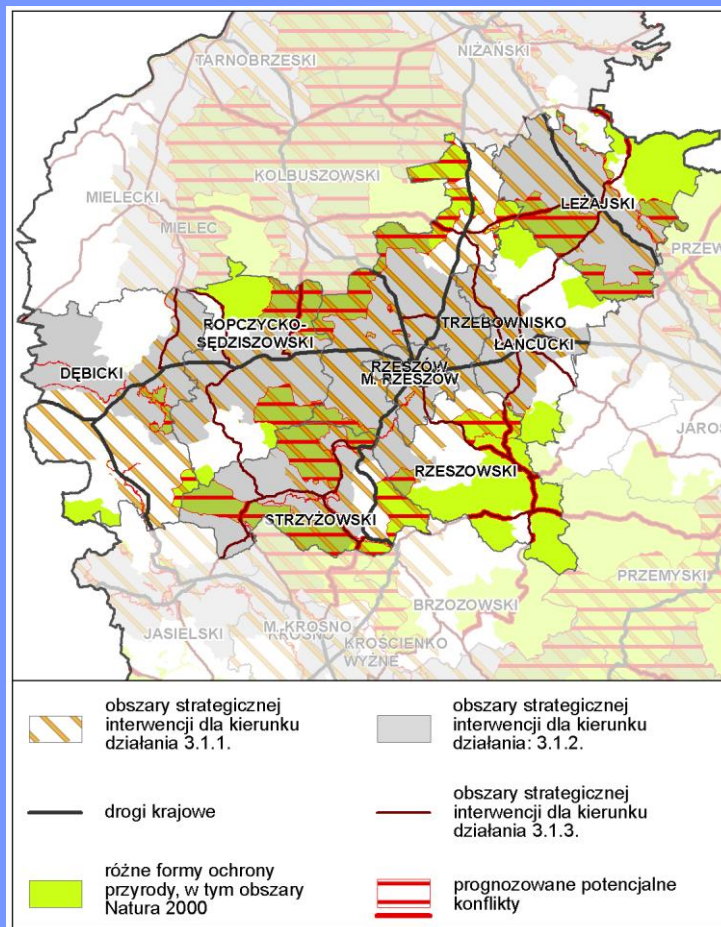 TARNOBRZESKI
NIŻAŃSKI
KOLBUSZOWSKI
MIELECKI
MIELEC
LEŻAJSKI
PRZEW
TRZEBOWNISKO
ROPCZYCKO-
SĘDZISZOWSKI
ŁAŃCUCKI
DĘBICKI
RZESZÓW
M. RZESZÓW
JAROS
RZESZOWSKI
STRZYŻOWSKI
PRZEMYSKI
BRZOZOWSKI
M. KROSNO
JASIELSKI
KROŚCIENKO
WYŻNE
obszary strategicznej
interwencji dla kierunku
działania 3.1.1.
obszary strategicznej
interwencji dla kierunku
działania: 3.1.2.
drogi krajowe
obszary strategicznej
interwencji dla kierunku
działania 3.1.3.
różne formy ochrony
przyrody, w tym obszary
Natura 2000
prognozowane potencjalne
konflikty